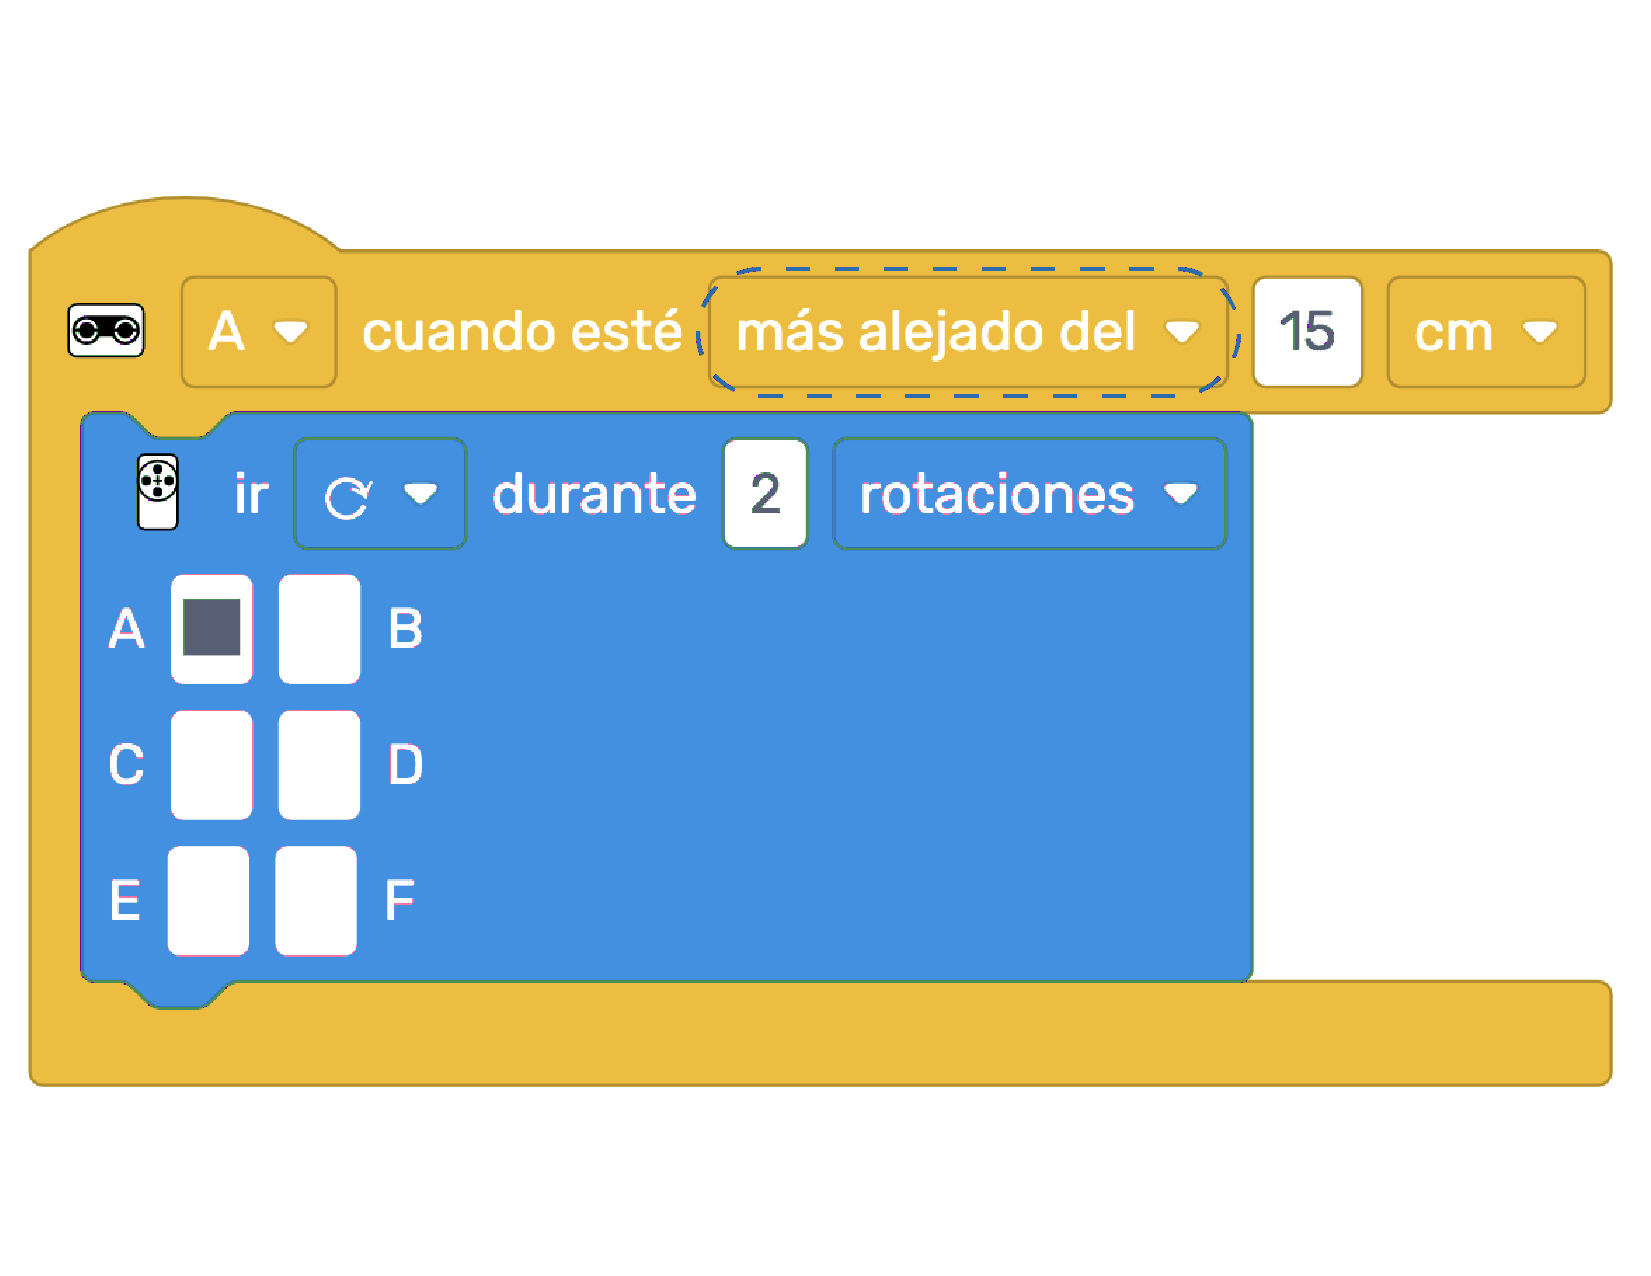 A cuando esté más alejado del 15 cm
ir durante 2 rotaciones
A B
C D
E F